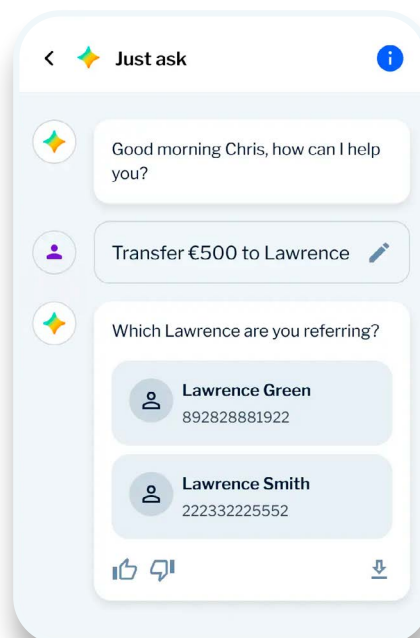 Just ask
Good morning Chris, how can I help
you?
Transfer €500 to Lawrence
Which Lawrence are you referring?
Lawrence Green
892828881922
Lawrence Smith
222332225552